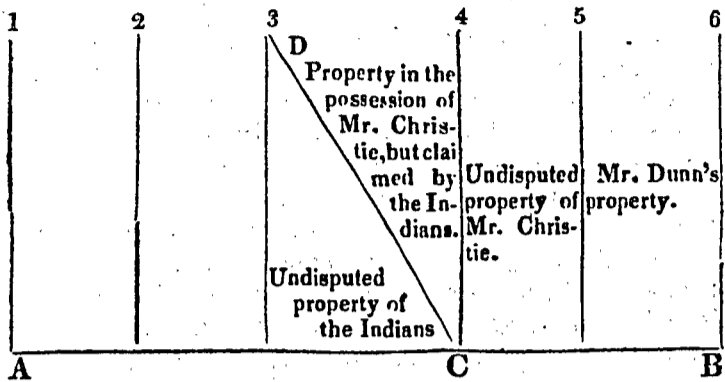 1 2 3 4 5 6
D
Property in the
possession of
Mr. Chris-
tie,but clai
med by
the In-
dians.
Undisputed
property of
Mr. Chris-
tie.
Mr. Dunn's
property.
Undisputed
property of
the Indians
A C B